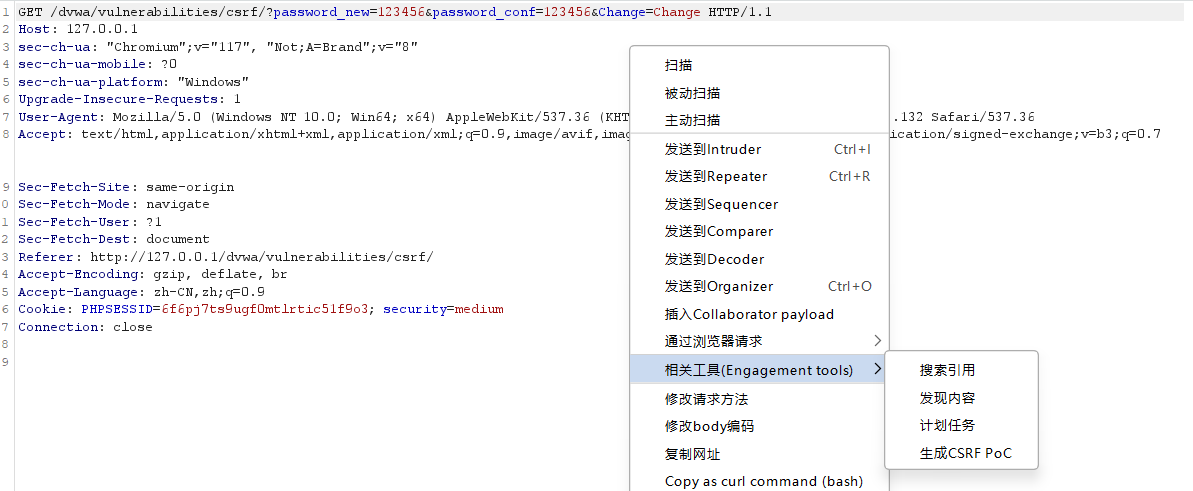 1 GET /dvwa/vulnerabilities/csrf/?password_new=123456&password_conf=123456&Change=Change HTTP/1.1
2 Host: 127.0.0.1
3 sec-ch-ua: "Chromium";v="117", "Not;A=Brand";v="8"
4 sec-ch-ua-mobile: ?0
5 sec-ch-ua-platform: "Windows"
6 Upgrade-Insecure-Requests: 1
7 User-Agent: Mozilla/5.0 (Windows NT 10.0; Win64; x64) AppleWebKit/537.36 (KHT .132 Safari/537.36
8 Accept: text/html,application/xhtml+xml,application/xml;q=0.9,image/avif,imag ication/signed-exchange;v=b3;q=0.7
9 Sec-Fetch-Site: same-origin
0 Sec-Fetch-Mode: navigate
1 Sec-Fetch-User: ?1
2 Sec-Fetch-Dest: document
3 Referer: http://127.0.0.1/dvwa/vulnerabilities/csrf/
4 Accept-Encoding: gzip, deflate, br
5 Accept-Language: zh-CN,zh;q=0.9
6 Cookie: PHPSESSID=6f6pj7ts9ugf0mtlrtic51f9o3; security=medium
7 Connection: close
8
9
扫描
被动扫描
主动扫描
发送到Intruder Ctrl+I
发送到Repeater Ctrl+R
发送到Sequencer
发送到Comparer
发送到Decoder
发送到Organizer Ctrl+O
插入Collaborator payload
通过浏览器请求
相关工具(Engagement tools)
修改请求方法
修改body编码
复制网址
Copy as curl command (bash)
搜索引用
发现内容
计划任务
生成CSRF PoC